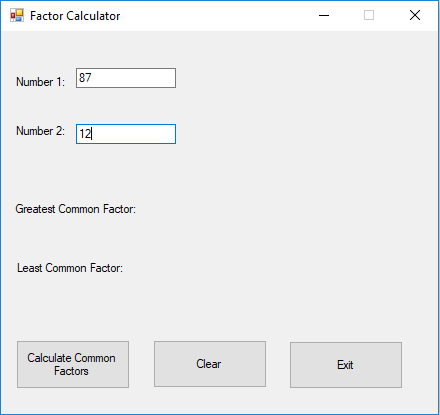 Factor Calculator
Number 1: 87
Number 2: 12
Greatest Common Factor:
Least Common Factor:
Calculate Common
Factors
Clear
Exit